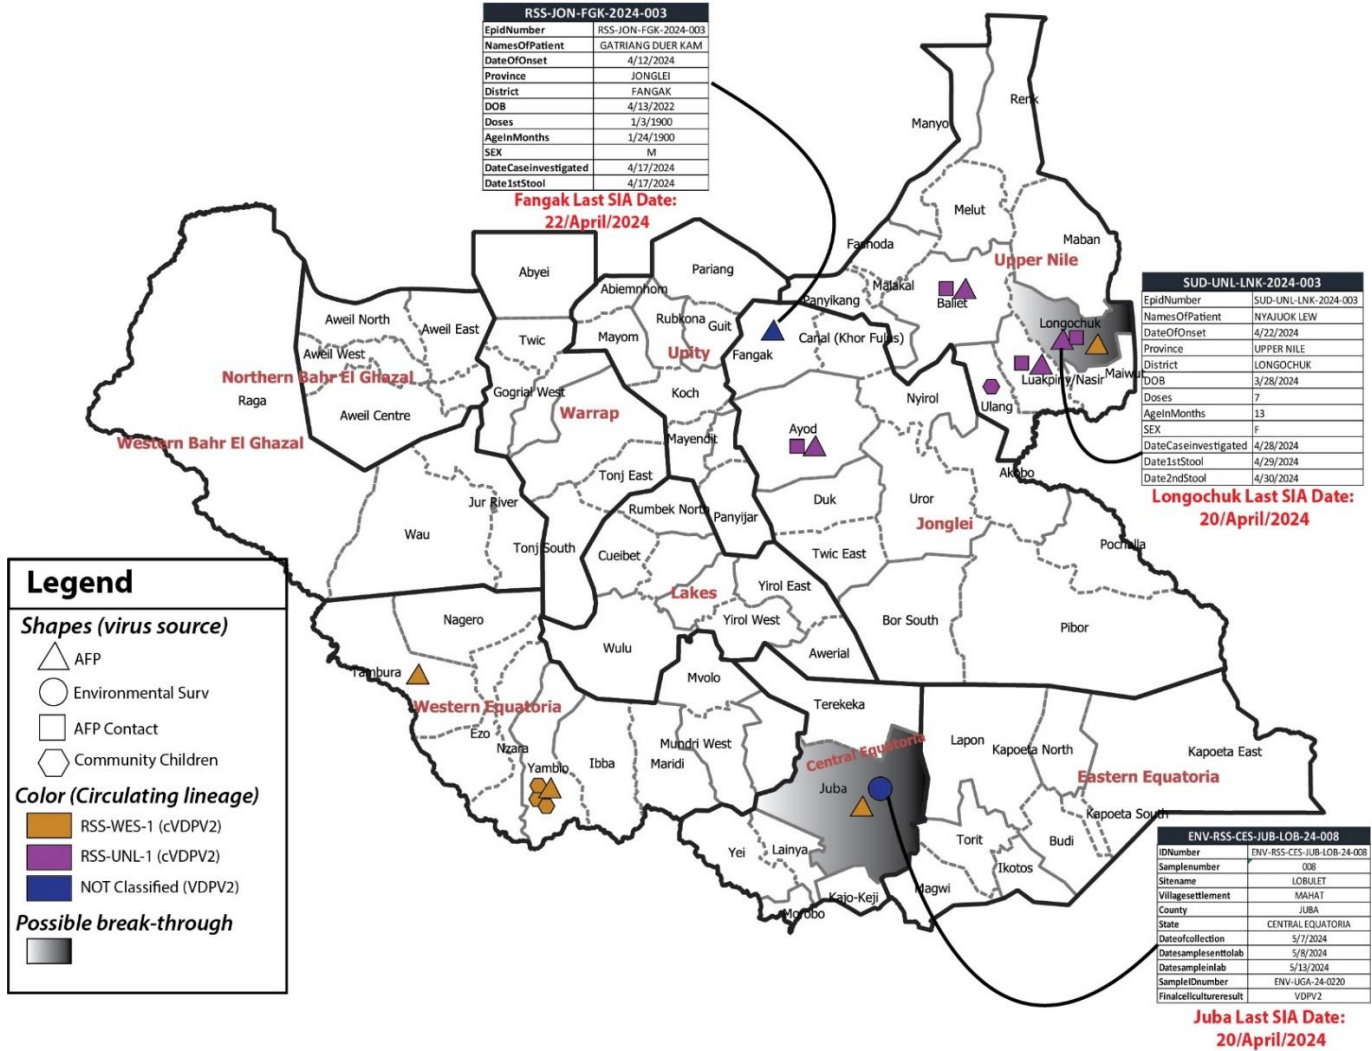 RSS-JON-FGK-2024-003
EpidNumber RSS-JON-FGK-2024-003
NamesOfPatient GATRIANG DUER KAM
DateOfOnset 4/12/2024
Province JONGLEI
District FANGAK
DOB 4/13/2022
Doses 1/3/1900
AgeInMonths 1/24/1900
SEX M
DateCaseinvestigated 4/17/2024
Date1stStool 4/17/2024
Fangak Last SIA Date:
22/April/2024
Renk
Manyo
Melut
Maban
Fashoda
Upper Nile
Abyei
Pariang
Malakal
Abiemnhom
Panyikang
Baliet
Aweil North
Aweil East
Rubkona
Guit
Longochuk
Twic
Mayom
Canal (Khor Fulus)
Aweil West
Upity
Fangak
Northern Bahr El Ghazal
Maiwut
Luakpiny/Nasir
Raga
Gogrial West
Koch
Nyirol
Ulang
Aweil Centre
Warrap
Western Bahr El Ghazal
Mayendit
Ayod
Akobo
Tonj East
Jur River
Duk
Uror
Rumbek North
Panyijar
Jonglei
Wau
Tonj South
Cueibet
Twic East
Pochalla
Lakes
Yirol East
Nagero
Yirol West
Bor South
Pibor
Wulu
Awerial
Tambura
Mvolo
Western Equatoria
Terekeka
Ezo
Nzara
Mundri West
Central Equatoria
Lapon
Kapoeta North
Kapoeta East
Yambio
Ibba
Maridi
Eastern Equatoria
Juba
Kapoeta South
Torit
Budi
Yei
Lainya
Ikotos
Magwi
Kajo-Keji
Morobo
SUD-UNL-LNK-2024-003
EpidNumber SUD-UNL-LNK-2024-003
NamesOfPatient NYAJUOK LEW
DateOfOnset 4/22/2024
Province UPPER NILE
District LONGOCHUK
DOB 3/28/2024
Doses 7
AgeInMonths 13
SEX F
DateCaseinvestigated 4/28/2024
Date1stStool 4/29/2024
Date2ndStool 4/30/2024
Longochuk Last SIA Date:
20/April/2024
Legend
Shapes (virus source)
AFP
Environmental Surv
AFP Contact
Community Children
Color (Circulating lineage)
RSS-WES-1 (cVDPV2)
RSS-UNL-1 (cVDPV2)
NOT Classified (VDPV2)
Possible break-through
ENV-RSS-CES-JUB-LOB-24-008
IDNumber ENV-RSS-CES-JUB-LOB-24-008
Samplenumber 008
Sitename LOBULET
Villagesettlement MAHAT
County JUBA
State CENTRAL EQUATORIA
Dateofcollection 5/7/2024
Datesamplesenttolab 5/8/2024
Datesampleinlab 5/13/2024
SampleIDnumber ENV-UGA-24-0220
Finalcellcultureresult VDPV2
Juba Last SIA Date:
20/April/2024